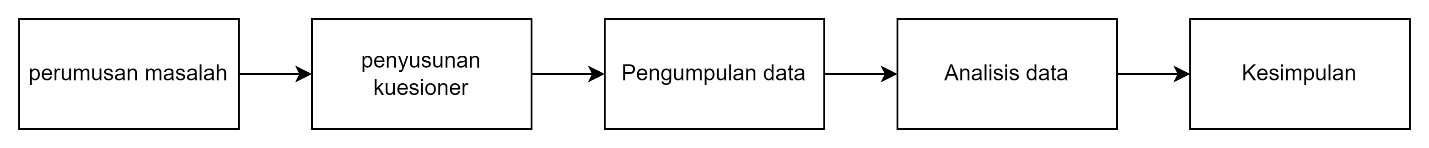 perumusan masalah
penyusunan
kuesioner
Pengumpulan data
Analisis data
Kesimpulan